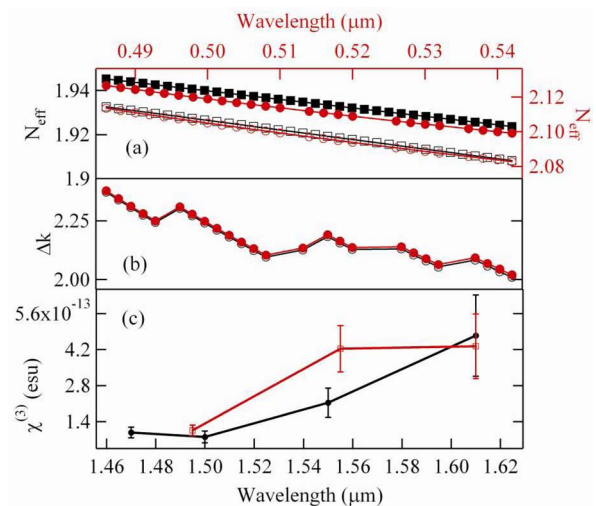 Wavelength (µm)
0.49 0.50 0.51 0.52 0.53 0.54
1.94
1.92
1.9
N_eff
(a)
2.12
2.10
2.08
N_eff
2.25
2.00
Δk
(b)
5.6x10^-13
4.2
2.8
1.4
χ^(3) (esu)
(c)
1.46 1.48 1.50 1.52 1.54 1.56 1.58 1.60 1.62
Wavelength (µm)